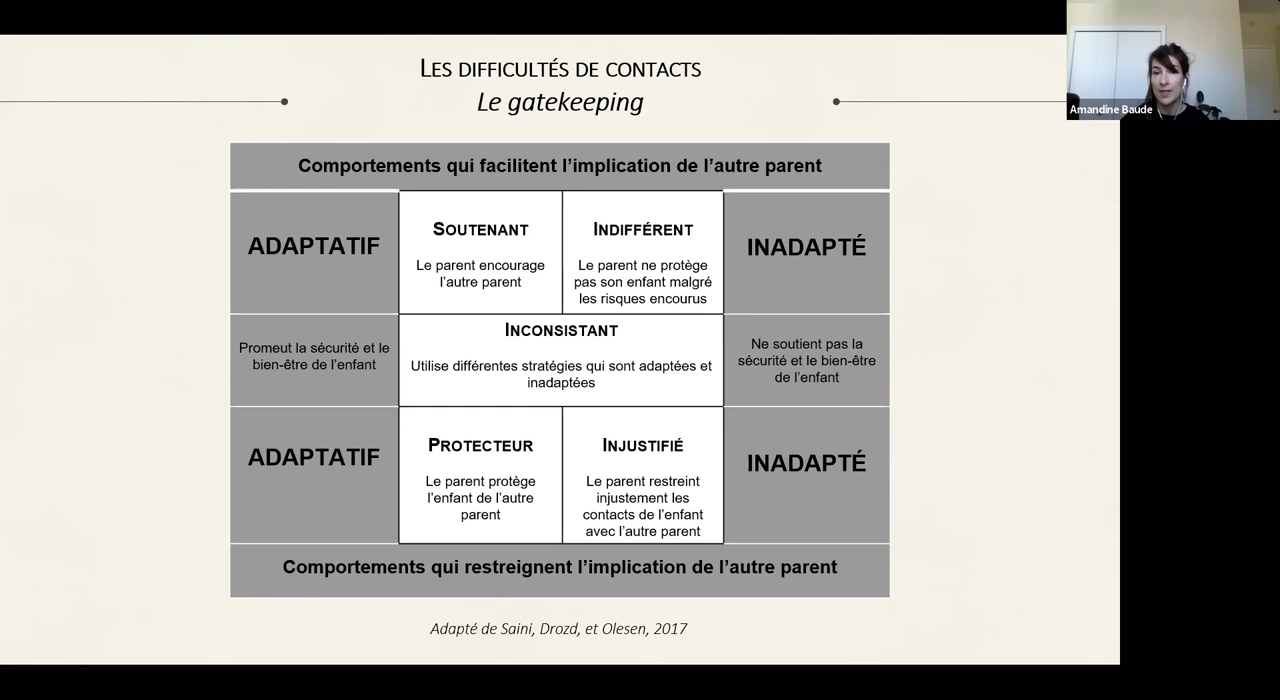 LES DIFFICULTÉS DE CONTACTS
Le gatekeeping
Amandine Baude
Comportements qui facilitent l'implication de l'autre parent
ADAPTATIF
SOUTENANT
Le parent encourage
l'autre parent
INDIFFÉRENT
Le parent ne protège
pas son enfant malgré
les risques encourus
INADAPTÉ
Promeut la sécurité et le
bien-être de l'enfant
INCONSISTANT
Utilise différentes stratégies qui sont adaptées et
inadaptées
Ne soutient pas la
sécurité et le bien-être
de l'enfant
ADAPTATIF
PROTECTEUR
Le parent protège
l'enfant de l'autre
parent
INJUSTIFIÉ
Le parent restreint
injustement les
contacts de l'enfant
avec l'autre parent
INADAPTÉ
Comportements qui restreignent l'implication de l'autre parent
Adapté de Saini, Drozd, et Olesen, 2017